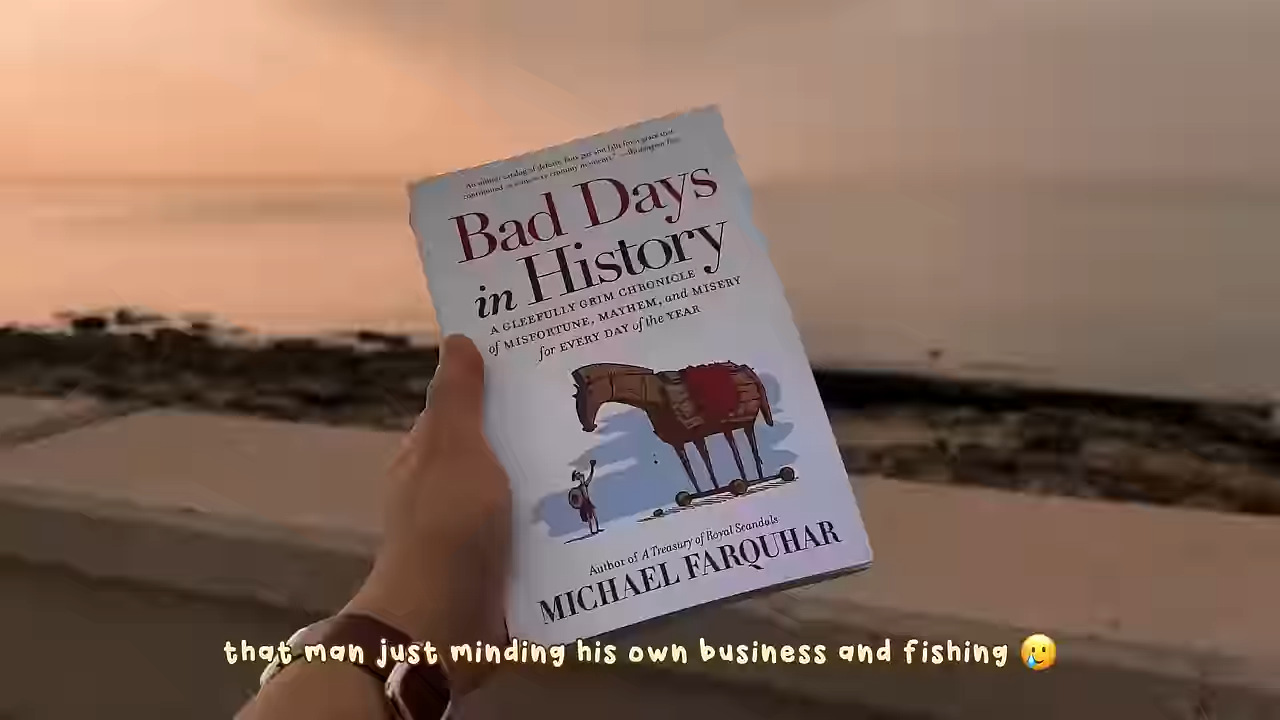 Bad Days
in History
A GLEEFULLY GRIM CHRONICLE
of MISFORTUNE, MAYHEM, and MISERY
for EVERY DAY of the YEAR
Author of A Treasury of Royal Scandals
MICHAEL FARQUHAR
that man just minding his own business and fishing 🥲